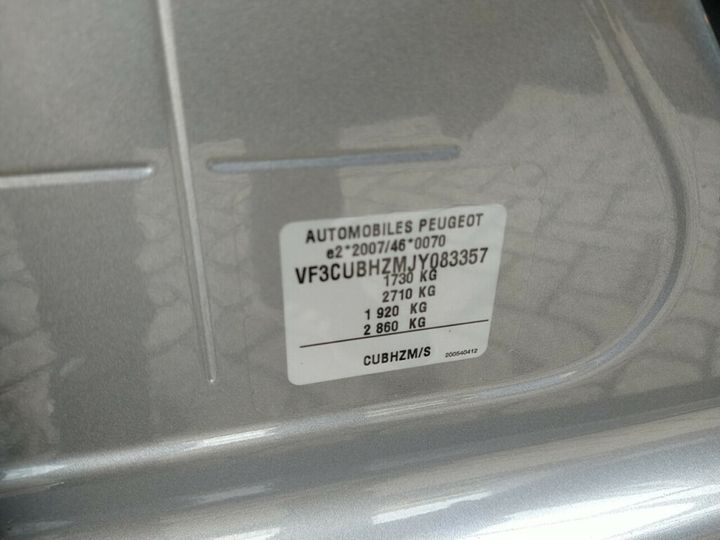 AUTOMOBILES PEUGEOT
e2*2007/46*0070
VF3CUBHZMJY083357
1730 KG
2710 KG
1 920 KG
2 860 KG
CUBHZM/S 200540412